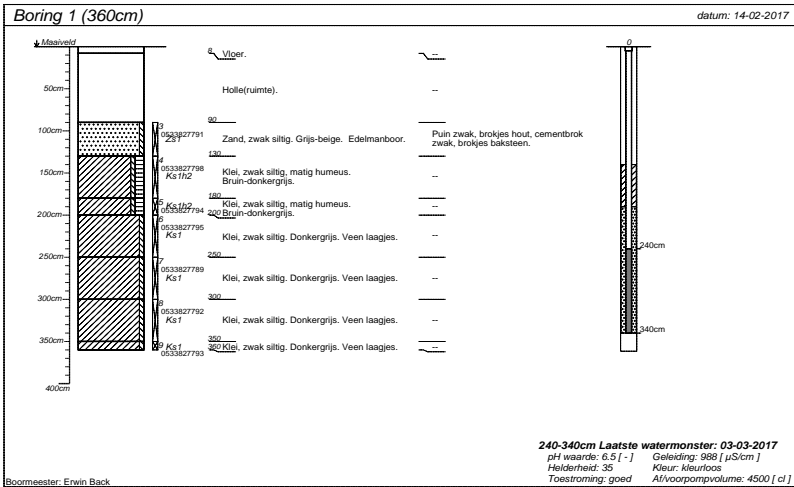 Boring 1 (360cm)
datum: 14-02-2017
Maaiveld
0
8
Vloer.
--
50cm
Holle(ruimte).
--
90
3
0533827791
100cm
Zs1
Zand, zwak siltig. Grijs-beige. Edelmanboor.
Puin zwak, brokjes hout, cementbrok
zwak, brokjes baksteen.
130
4
0533827798
150cm
Ks1h2
Klei, zwak siltig, matig humeus.
Bruin-donkergrijs.
--
180
5
Ks1h2
0533827794
Klei, zwak siltig, matig humeus.
Bruin-donkergrijs.
--
200cm
200
6
0533827795
Ks1
Klei, zwak siltig. Donkergrijs. Veen laagjes.
--
240cm
250cm
250
7
0533827789
Ks1
Klei, zwak siltig. Donkergrijs. Veen laagjes.
--
300cm
300
8
0533827792
Ks1
Klei, zwak siltig. Donkergrijs. Veen laagjes.
--
340cm
350cm
350
9
Ks1
0533827793
360
Klei, zwak siltig. Donkergrijs. Veen laagjes.
--
400cm
240-340cm Laatste watermonster: 03-03-2017
pH waarde: 6.5 [ - ] Geleiding: 988 [ µS/cm ]
Helderheid: 35 Kleur: kleurloos
Toestroming: goed Af/voorpompvolume: 4500 [ cl ]
Boormeester: Erwin Back